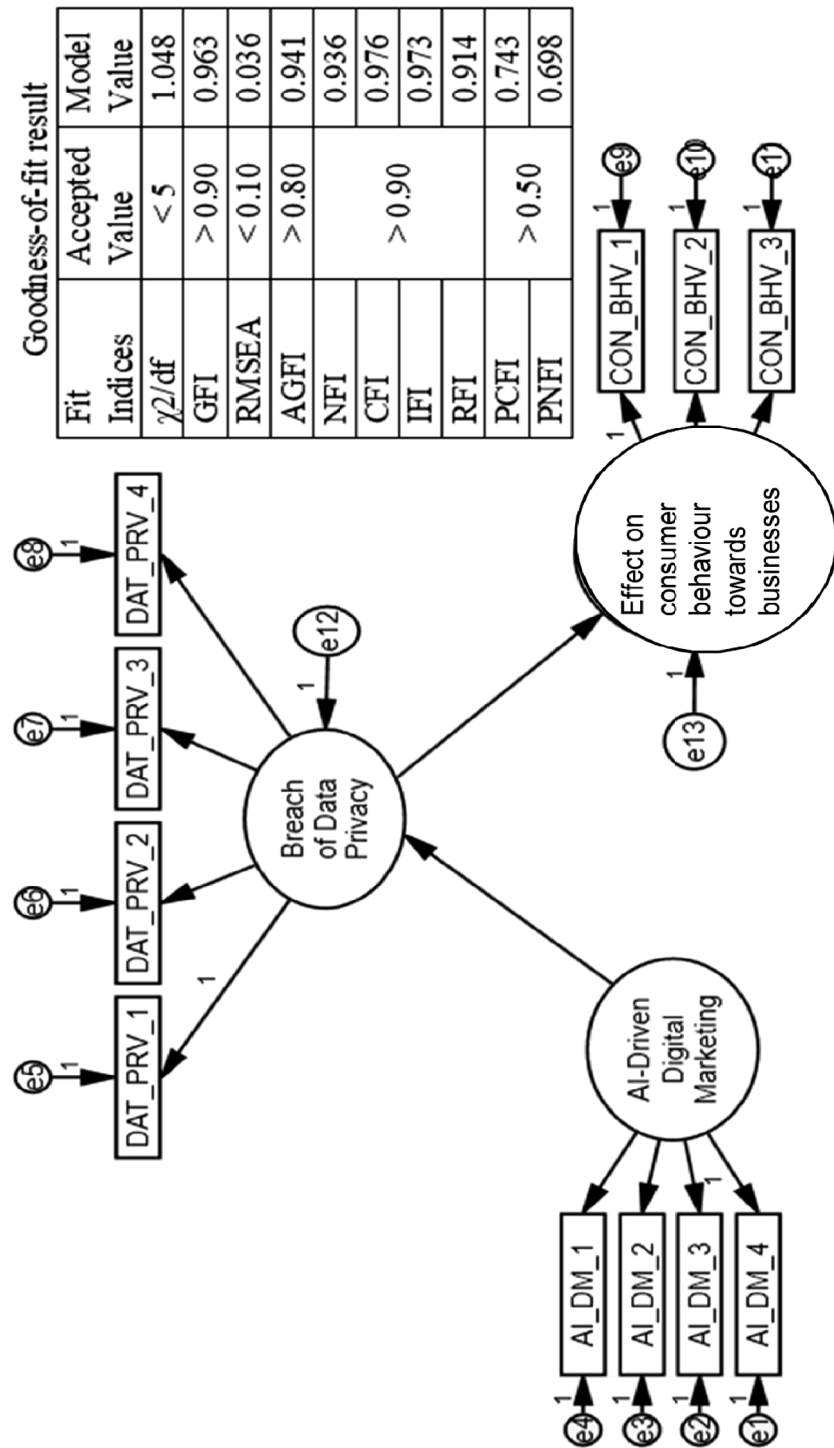 Goodness-of-fit result
Fit Indices Accepted Value Model Value
χ2/df < 5 1.048
GFI > 0.90 0.963
RMSEA < 0.10 0.036
AGFI > 0.80 0.941
NFI > 0.90 0.936
CFI 0.976
IFI 0.973
RFI 0.914
PCFI > 0.50 0.743
PNFI 0.698
e5
e6
e7
e8
1
1
1
1
DAT_PRV_1
DAT_PRV_2
DAT_PRV_3
DAT_PRV_4
1
Breach
of Data
Privacy
1
e12
AI-Driven
Digital
Marketing
1
e4
1
AI_DM_1
e3
1
AI_DM_2
e2
1
AI_DM_3
e1
1
AI_DM_4
e13
1
Effect on
consumer
behaviour
towards
businesses
1
CON_BHV_1
1
e9
CON_BHV_2
1
e10
CON_BHV_3
1
e11